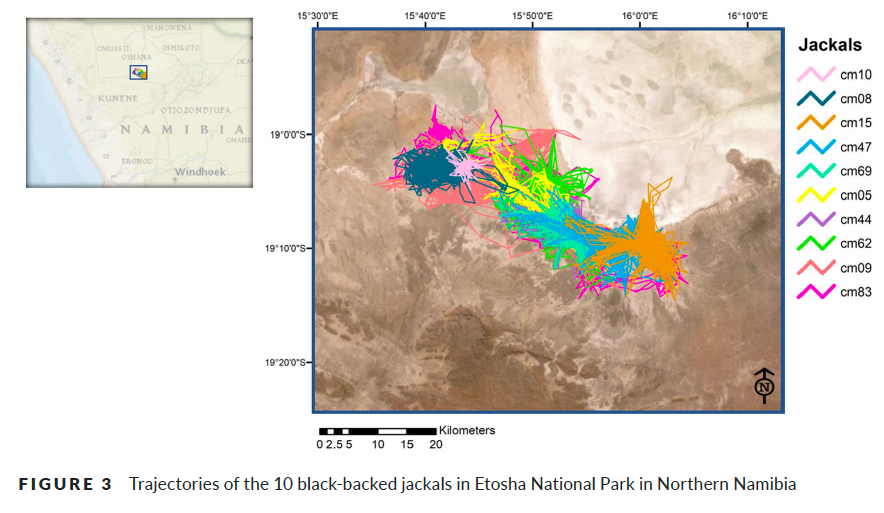 OHANGWENA
OMUSATI
OSHIKOTO
OSHANA
OKA
KUNENE
OTJOZONDJUPA
NAMIBIA
OMAHE
ERONGO
Windhoek
15°30'0"E 15°40'0"E 15°50'0"E 16°0'0"E 16°10'0"E
19°0'0"S
19°10'0"S
19°20'0"S
N
0 2.5 5 10 15 20
Kilometers
Jackals
cm10
cm08
cm15
cm47
cm69
cm05
cm44
cm62
cm09
cm83
FIGURE 3 Trajectories of the 10 black-backed jackals in Etosha National Park in Northern Namibia